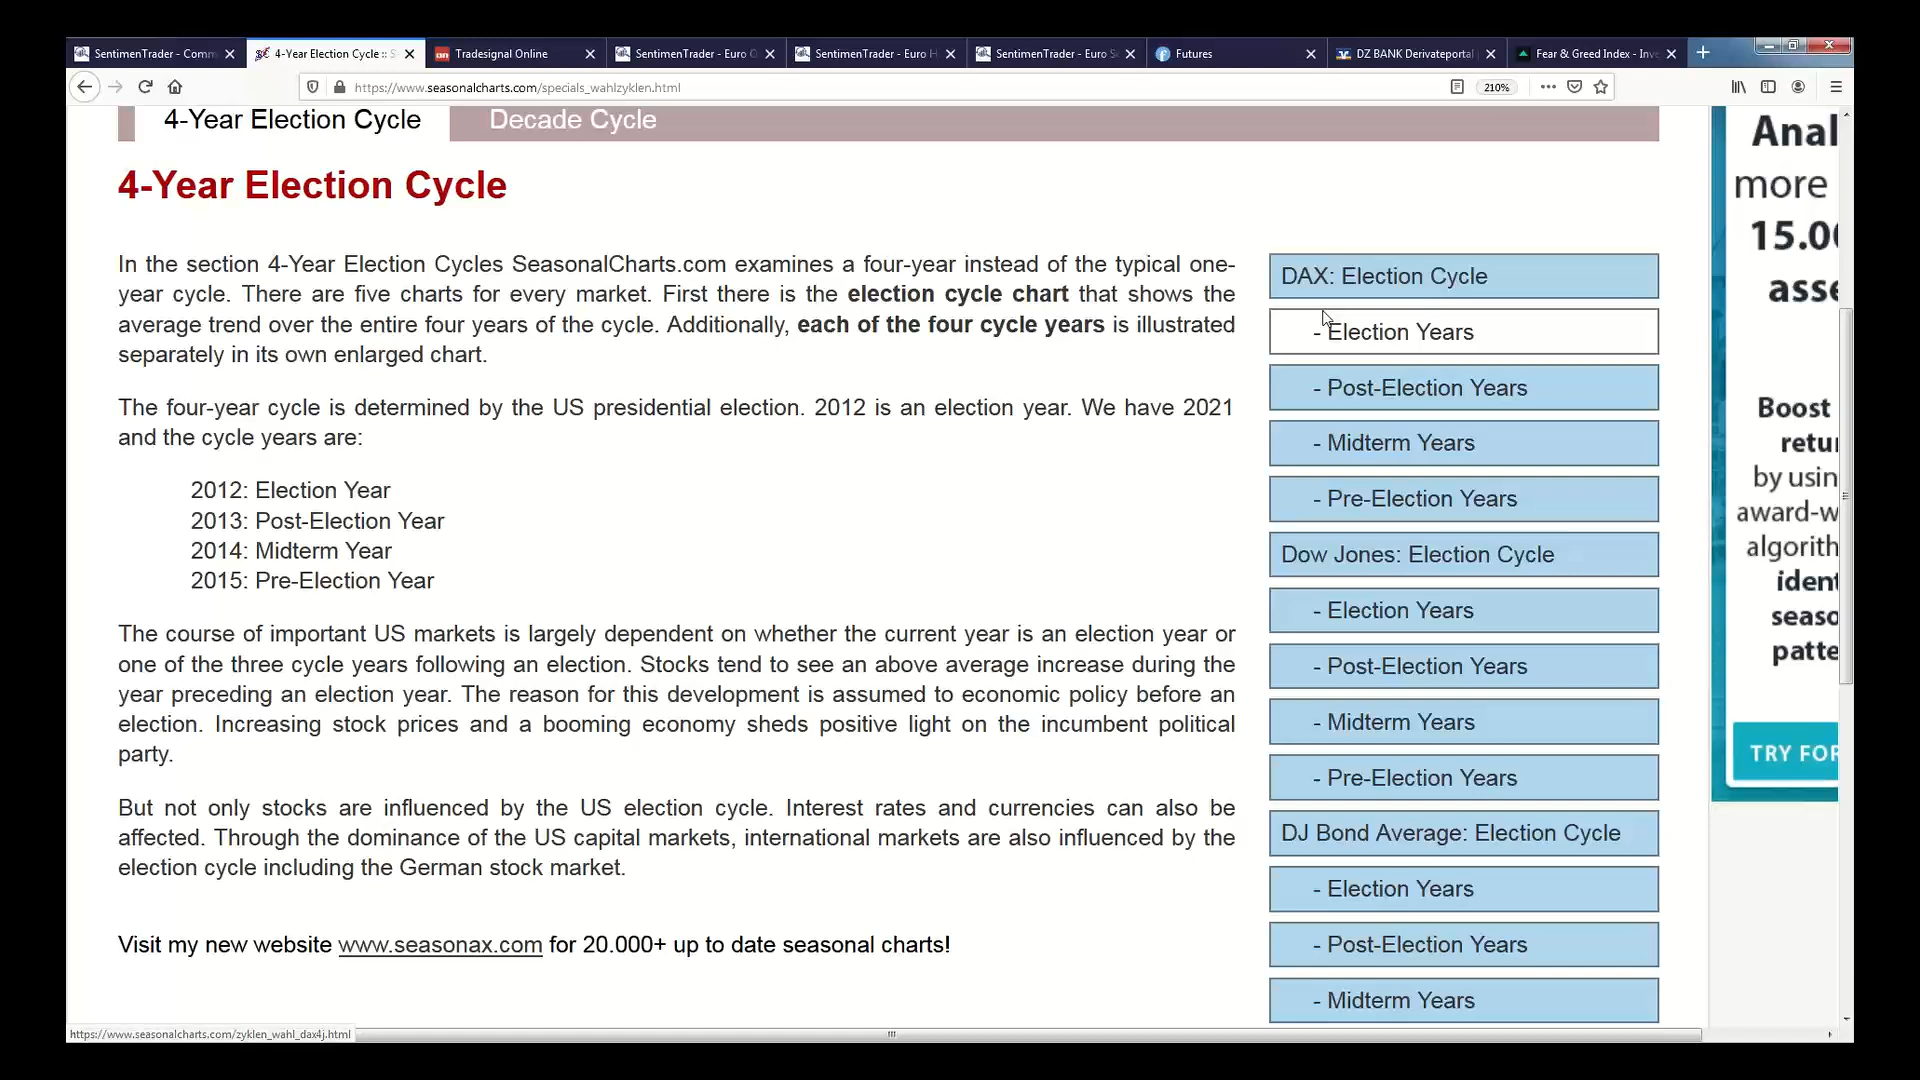 SentimenTrader - Comm
4-Year Election Cycle :: S
Tradesignal Online
SentimenTrader - Euro O
SentimenTrader - Euro H
SentimenTrader - Euro So
Futures
DZ BANK Derivateportal
Fear & Greed Index - Inve
https://www.seasonalcharts.com/specials_wahlzyklen.html
210%
4-Year Election Cycle
Decade Cycle
4-Year Election Cycle
In the section 4-Year Election Cycles SeasonalCharts.com examines a four-year instead of the typical one-
year cycle. There are five charts for every market. First there is the election cycle chart that shows the
average trend over the entire four years of the cycle. Additionally, each of the four cycle years is illustrated
separately in its own enlarged chart.
The four-year cycle is determined by the US presidential election. 2012 is an election year. We have 2021
and the cycle years are:
2012: Election Year
2013: Post-Election Year
2014: Midterm Year
2015: Pre-Election Year
The course of important US markets is largely dependent on whether the current year is an election year or
one of the three cycle years following an election. Stocks tend to see an above average increase during the
year preceding an election year. The reason for this development is assumed to economic policy before an
election. Increasing stock prices and a booming economy sheds positive light on the incumbent political
party.
But not only stocks are influenced by the US election cycle. Interest rates and currencies can also be
affected. Through the dominance of the US capital markets, international markets are also influenced by the
election cycle including the German stock market.
Visit my new website www.seasonax.com for 20.000+ up to date seasonal charts!
DAX: Election Cycle
- Election Years
- Post-Election Years
- Midterm Years
- Pre-Election Years
Dow Jones: Election Cycle
- Election Years
- Post-Election Years
- Midterm Years
- Pre-Election Years
DJ Bond Average: Election Cycle
- Election Years
- Post-Election Years
- Midterm Years
Anal
more
15.00
asse
Boost
retur
by usin
award-w
algorith
ident
seaso
patte
TRY FOR
https://www.seasonalcharts.com/zyklen_wahl_dax4j.html